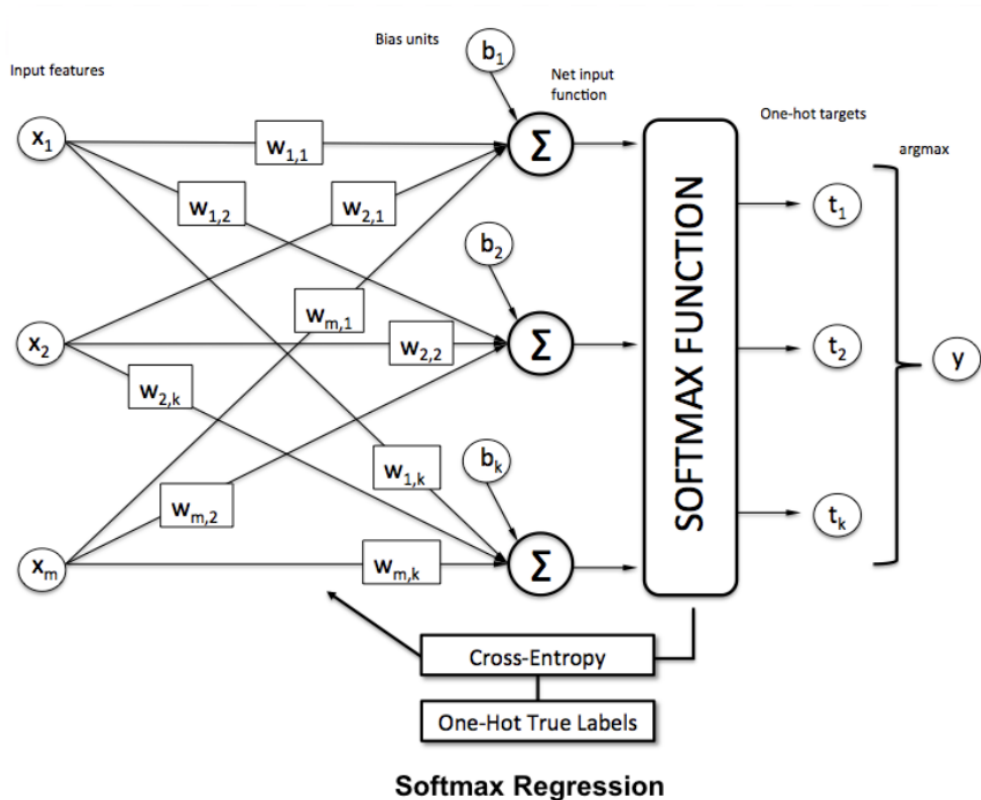 Bias units
b1
Input features
Net input
function
One-hot targets
x1
w1,1
Σ
argmax
w1,2
w2,1
t1
b2
wm,1
x2
w2,2
Σ
SOFTMAX FUNCTION
t2
y
w2,k
bk
w1,k
wm,2
tk
xm
wm,k
Σ
Cross-Entropy
One-Hot True Labels
Softmax Regression